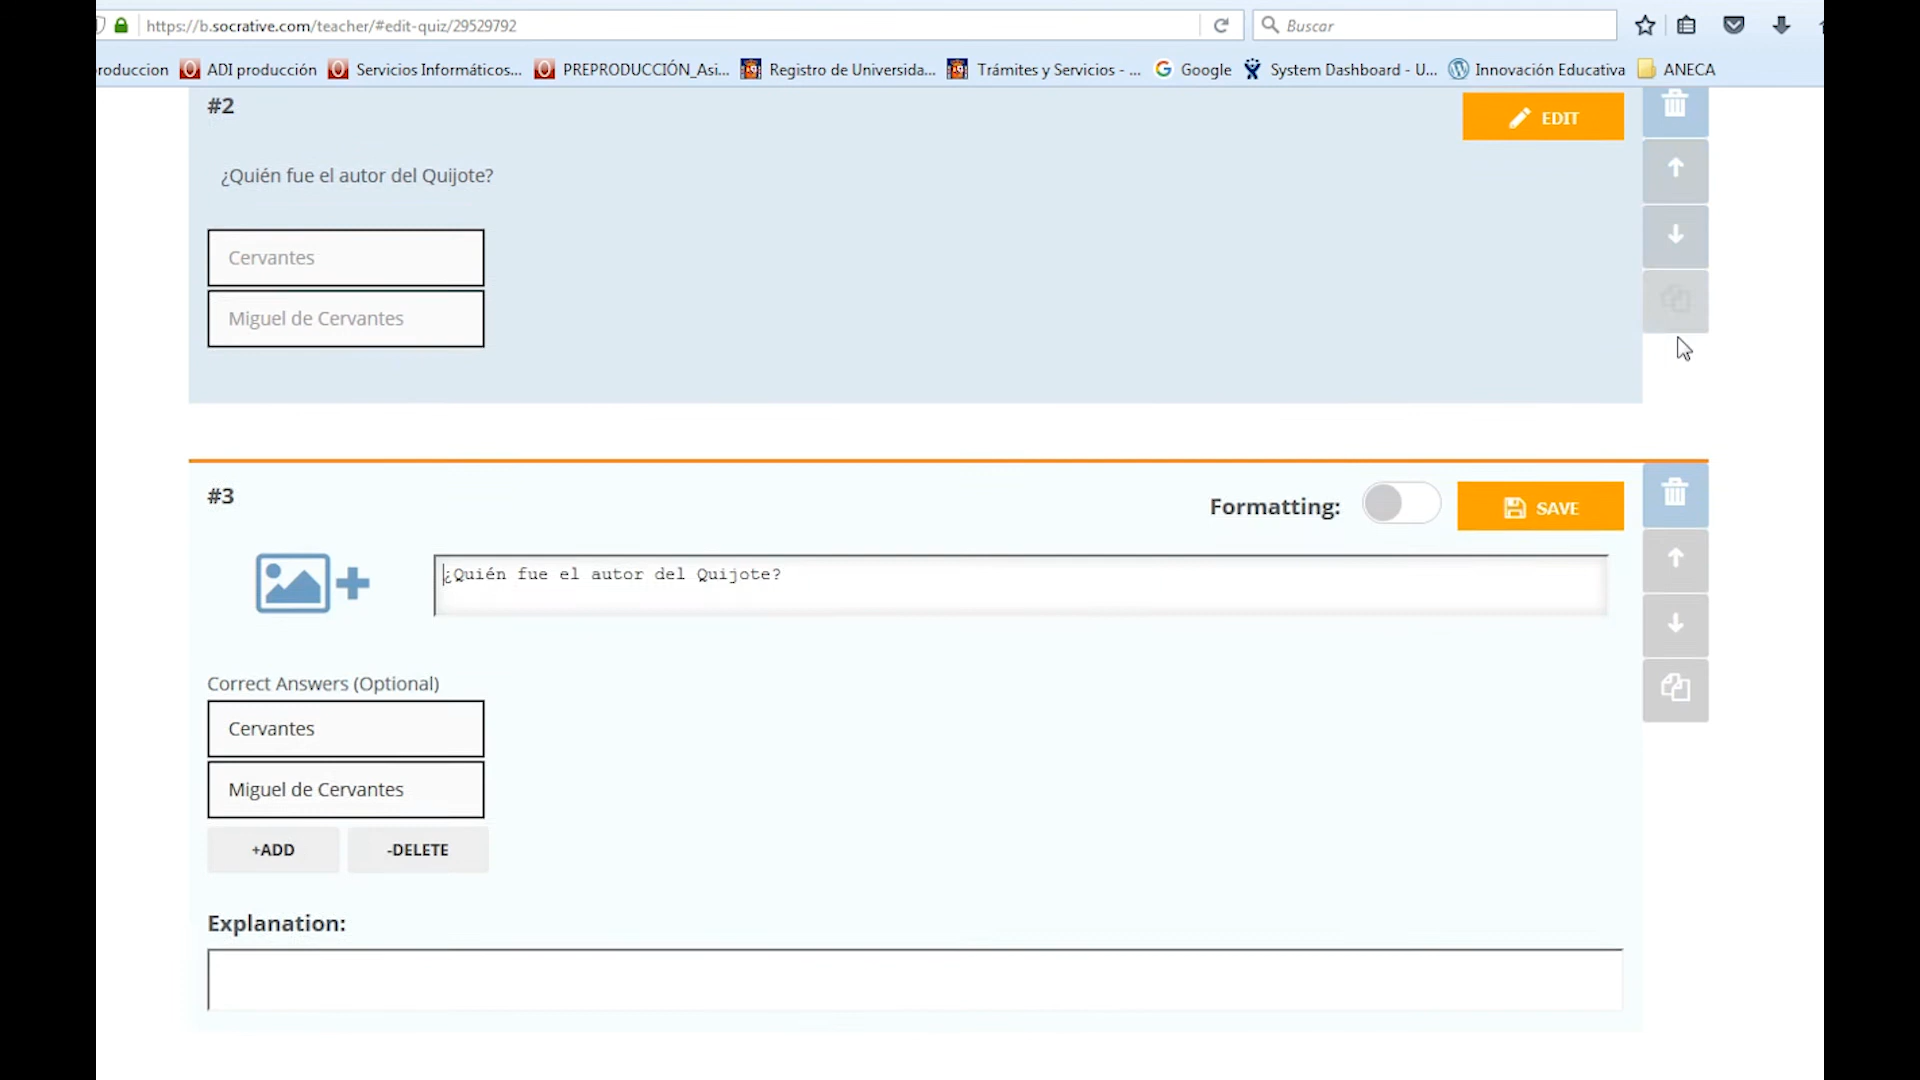 https://b.socrative.com/teacher/#edit-quiz/29529792
Buscar
roduccion ADI producción Servicios Informáticos... PREPRODUCCIÓN_Asi... Registro de Universida... Trámites y Servicios - ... Google System Dashboard - U... Innovación Educativa ANECA
#2
EDIT
¿Quién fue el autor del Quijote?
Cervantes
Miguel de Cervantes
#3
Formatting:
SAVE
¿Quién fue el autor del Quijote?
Correct Answers (Optional)
Cervantes
Miguel de Cervantes
+ADD
-DELETE
Explanation: